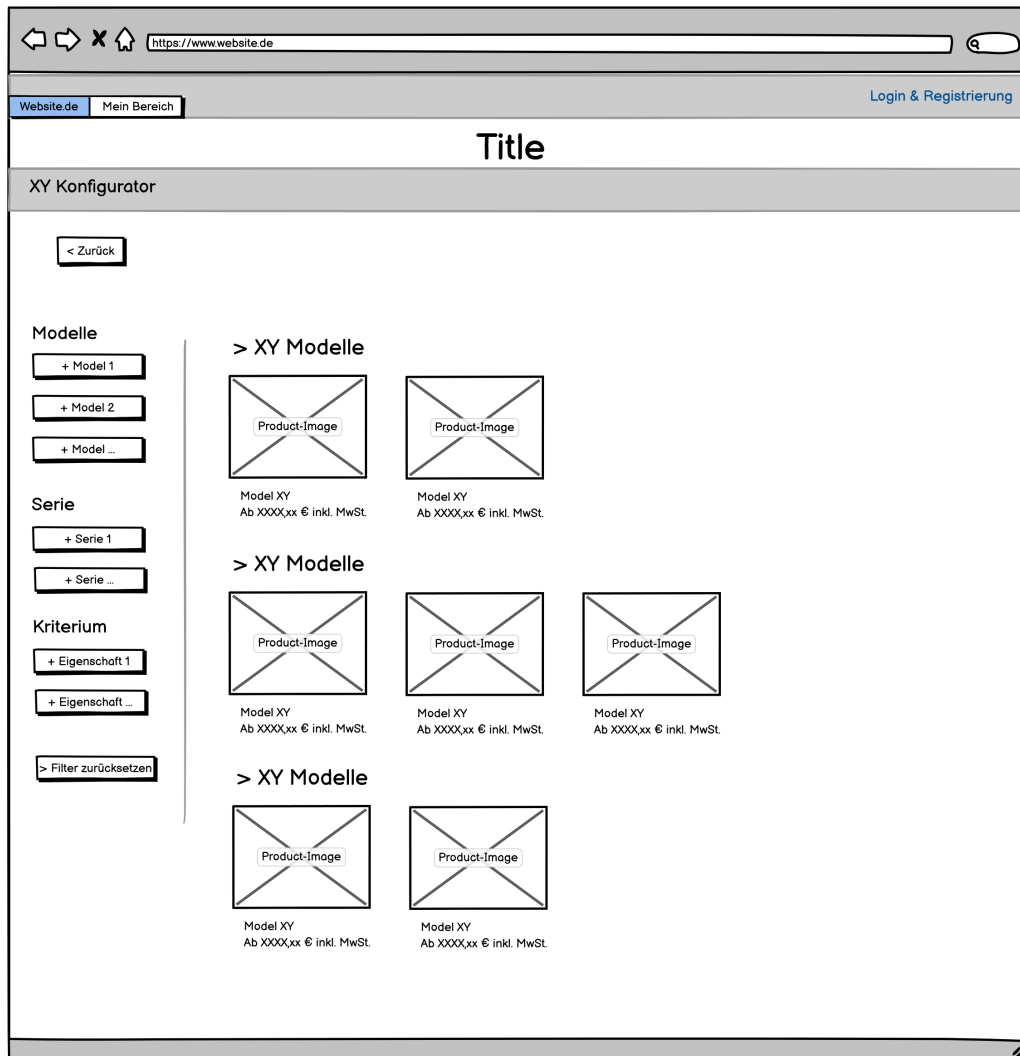 https://www.website.de
Login & Registrierung
Website.de
Mein Bereich
Title
XY Konfigurator
< Zurück
Modelle
+ Model 1
+ Model 2
+ Model ...
Serie
+ Serie 1
+ Serie ...
Kriterium
+ Eigenschaft 1
+ Eigenschaft ...
> Filter zurücksetzen
> XY Modelle
Product-Image
Product-Image
Model XY
Ab XXXX,xx € inkl. MwSt.
Model XY
Ab XXXX,xx € inkl. MwSt.
> XY Modelle
Product-Image
Product-Image
Product-Image
Model XY
Ab XXXX,xx € inkl. MwSt.
Model XY
Ab XXXX,xx € inkl. MwSt.
Model XY
Ab XXXX,xx € inkl. MwSt.
> XY Modelle
Product-Image
Product-Image
Model XY
Ab XXXX,xx € inkl. MwSt.
Model XY
Ab XXXX,xx € inkl. MwSt.